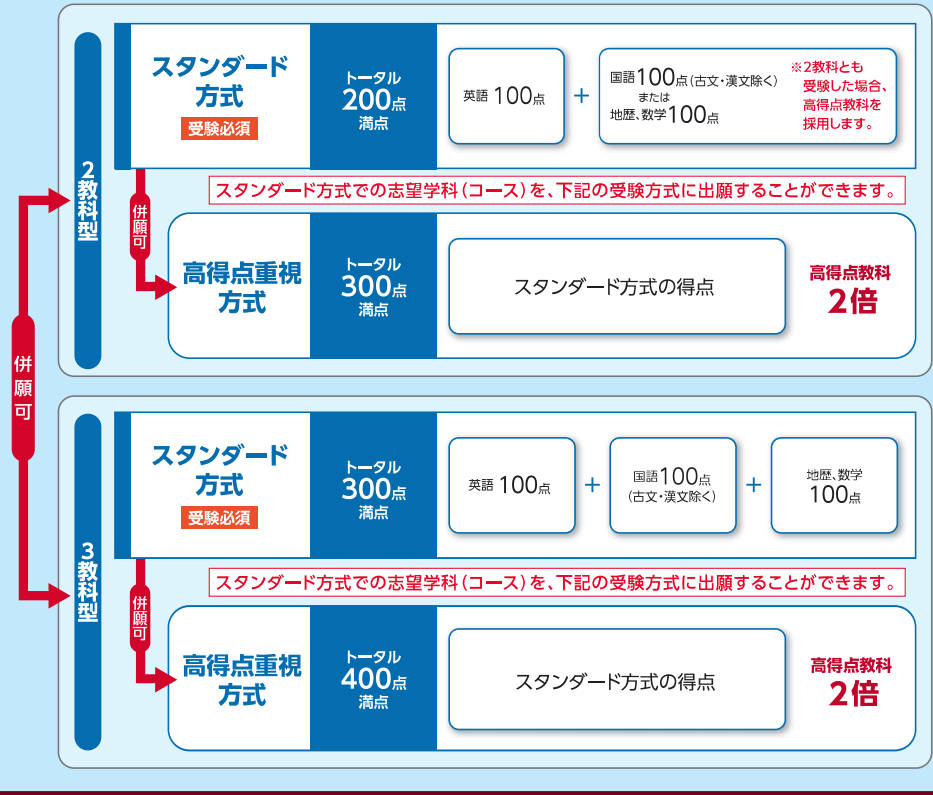 併願可
2教科型
スタンダード
方式
受験必須
トータル
200点
満点
英語 100点
+
国語100点(古文・漢文除く)
または
地歴、数学100点
※2教科とも
受験した場合、
高得点教科を
採用します。
併願可
スタンダード方式での志望学科(コース)を、下記の受験方式に出願することができます。
高得点重視
方式
トータル
300点
満点
スタンダード方式の得点
高得点教科
2倍
3教科型
スタンダード
方式
受験必須
トータル
300点
満点
英語 100点
+
国語100点
(古文・漢文除く)
+
地歴、数学
100点
併願可
スタンダード方式での志望学科(コース)を、下記の受験方式に出願することができます。
高得点重視
方式
トータル
400点
満点
スタンダード方式の得点
高得点教科
2倍